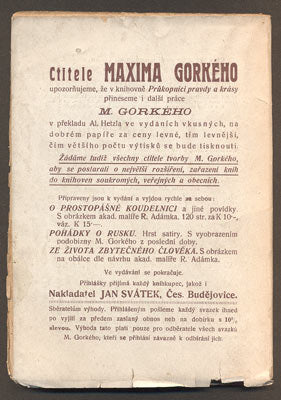 Ctitele MAXIMA GORKÉHO
upozorňujeme, že v knihovně Průkopníci pravdy a krásy
přineseme i další práce
M. GORKÉHO
v překladu Al. Hetzla ve vydáních vkusných, na
dobrém papíře za ceny levné, tím levnější,
čím většího počtu výtisků se bude tisknouti.
Žádáme tudíž všechny ctitele tvorby M. Gorkého,
aby se postarali o největší rozšíření, zařazení knih
do knihoven soukromých, veřejných a obecních.
Připraveny jsou k vydání a vyjdou rychle za sebou:
O PROSTOPÁŠNÉ KOUDELNICI a jiné povídky.
S obrázkem akad. malíře R. Adámka. 120 str. za K 10·–,
váz. K 15·—
POHÁDKY O RUSKU. Hrst satiry. S vyobrazením
podobizny M. Gorkého z poslední doby.
ZE ŽIVOTA ZBYTEČNÉHO ČLOVĚKA. S obrázkem
na obálce dle návrhu akad. malíře R. Adámka.
Ve vydávání se pokračuje.
Přihlášky přijímá každý knihkupec, jakož i
Nakladatel JAN SVÁTEK, Čes. Budějovice.
Sběratelům výhody. Přihlášeným pošleme každý svazek ihned
po vyjití za předem zaslaný obnos neb na dobírku s 10%
slevou. Výhoda tato platí pouze pro odběratele všech svazků
M. Gorkého, kteří se přihlásí závazně k odbírání jich